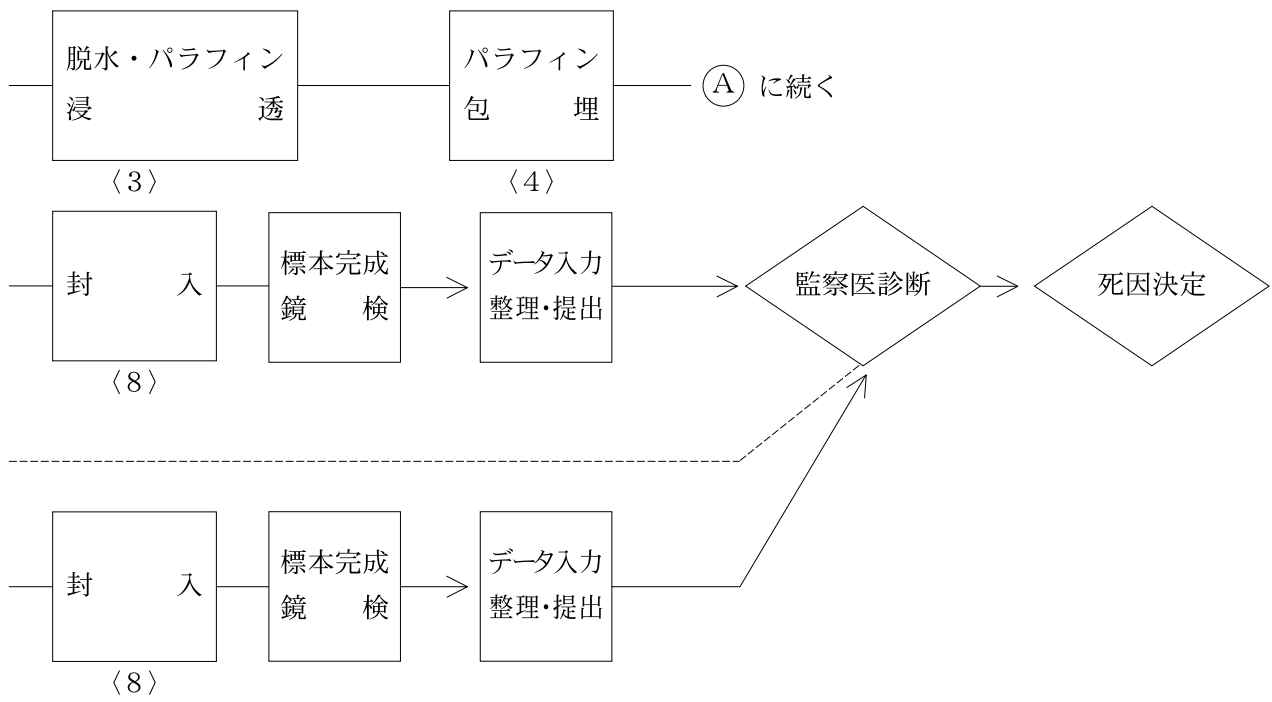 脱水・パラフィン
浸透
〈3〉
パラフィン
包埋
〈4〉
Ⓐ に続く
封入
〈8〉
標本完成
鏡検
データ入力
整理・提出
監察医診断
死因決定
封入
〈8〉
標本完成
鏡検
データ入力
整理・提出